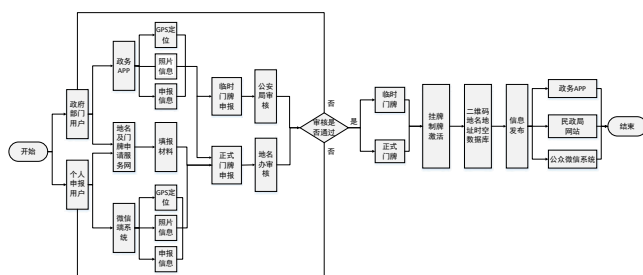 开始
政府
部门
用户
个人
申报
用户
政务
APP
地名
及门
牌申
请服
务网
微信
端系
统
GPS定
位
照片
信息
申报
信息
填报
材料
GPS定
位
照片
信息
申报
信息
临时
门牌
申报
正式
门牌
申报
公安
局审
核
地名
办审
核
否
审核是
否通过
是
否
临时
门牌
正式
门牌
挂牌
制牌
激活
二维码
地名地
址时空
数据库
信息
发布
政务APP
民政局
网站
公众微信系统
结束